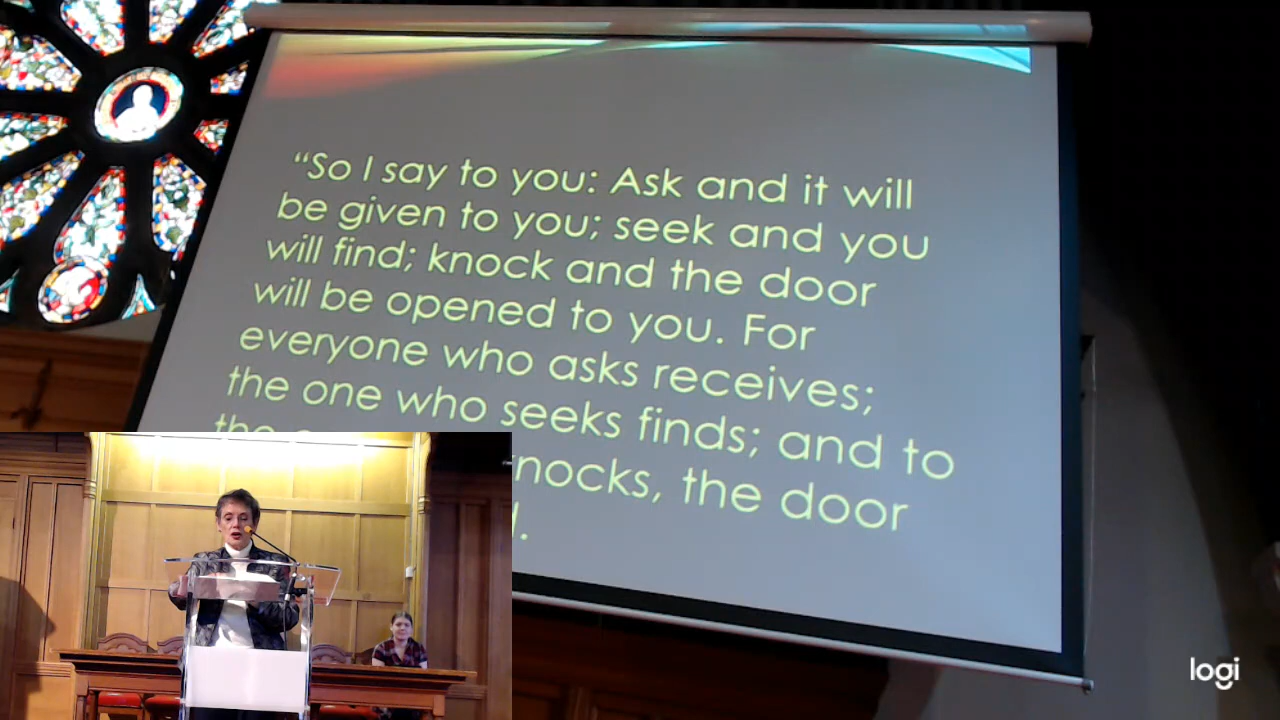 “So I say to you: Ask and it will
be given to you; seek and you
will find; knock and the door
will be opened to you. For
everyone who asks receives;
the one who seeks finds; and to
the
knocks, the door
logi